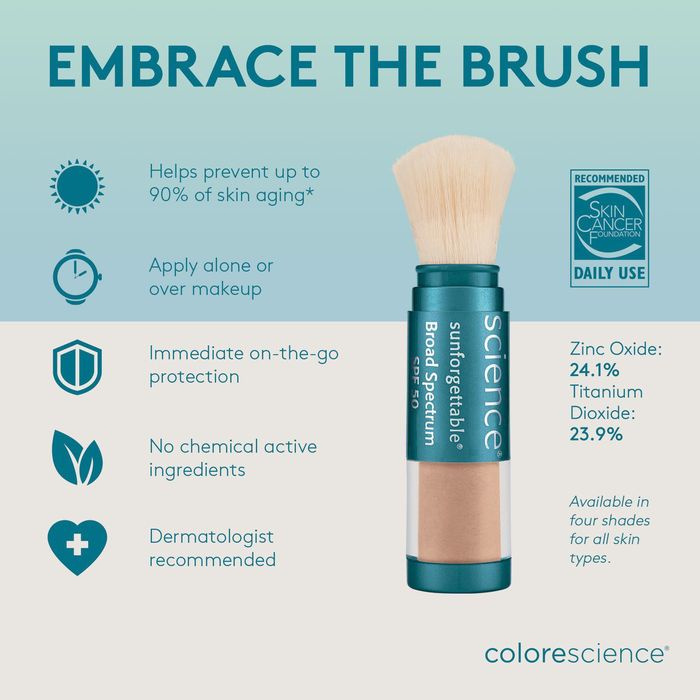 EMBRACE THE BRUSH
Helps prevent up to
90% of skin aging*
Apply alone or
over makeup
Immediate on-the-go
protection
No chemical active
ingredients
Dermatologist
recommended
science®
sunforgettable®
Broad Spectrum
SPF 50
RECOMMENDED
SKIN
CANCER
FOUNDATION
DAILY USE
Zinc Oxide:
24.1%
Titanium
Dioxide:
23.9%
Available in
four shades
for all skin
types.
colorescience®